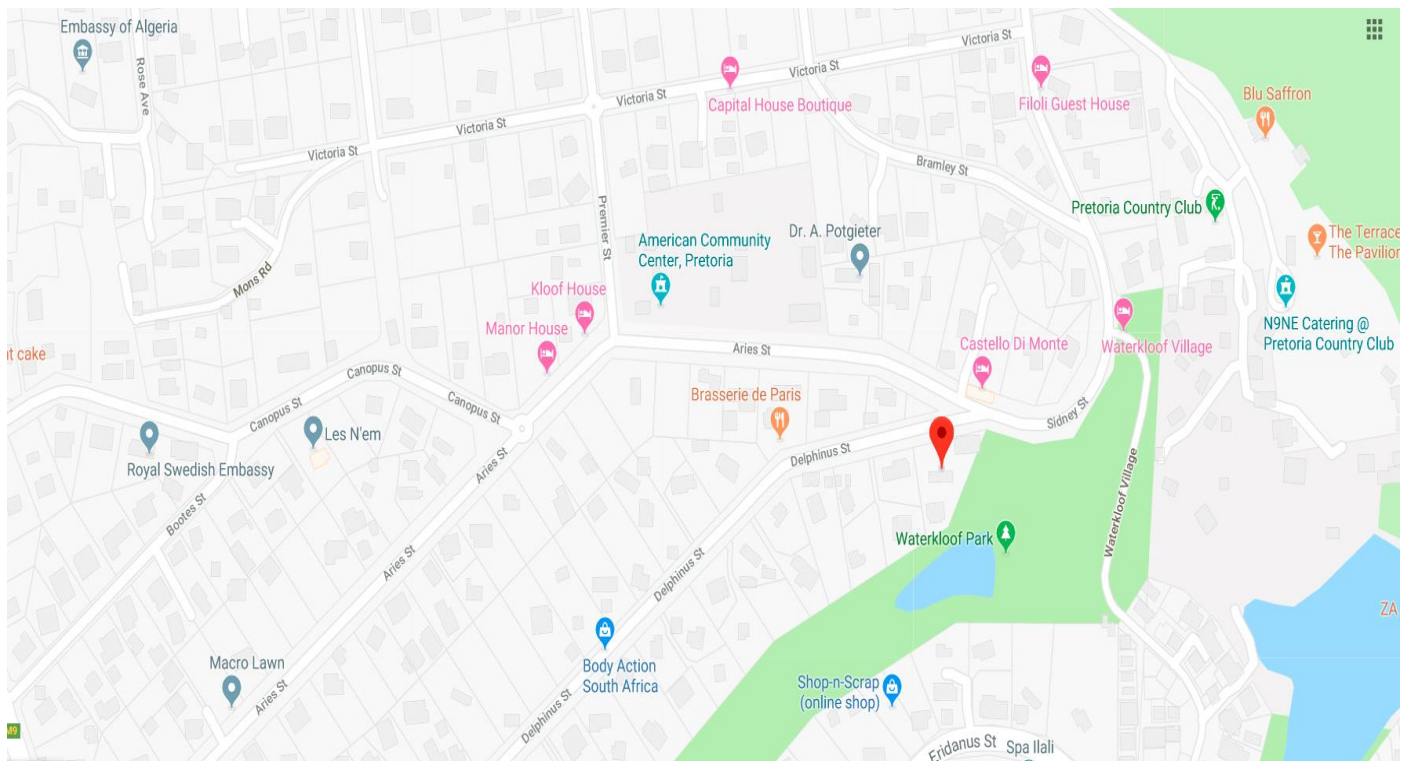 Embassy of Algeria
Rose Ave
Victoria St
Victoria St
Victoria St
Victoria St
Victoria St
Capital House Boutique
Filoli Guest House
Blu Saffron
Bramley St
Pretoria Country Club
Premier St
American Community
Center, Pretoria
Dr. A. Potgieter
The Terrace
The Pavilion
Mons Rd
Kloof House
Manor House
Aries St
Castello Di Monte
Waterkloof Village
N9NE Catering @
Pretoria Country Club
t cake
Canopus St
Canopus St
Canopus St
Brasserie de Paris
Sidney St
Les N'em
Royal Swedish Embassy
Aries St
Delphinus St
Waterkloof Village
Bootes St
Waterkloof Park
Aries St
Delphinus St
ZA
Body Action
South Africa
Macro Lawn
Aries St
Shop-n-Scrap
(online shop)
Delphinus St
M9
Eridanus St
Spa Ilali